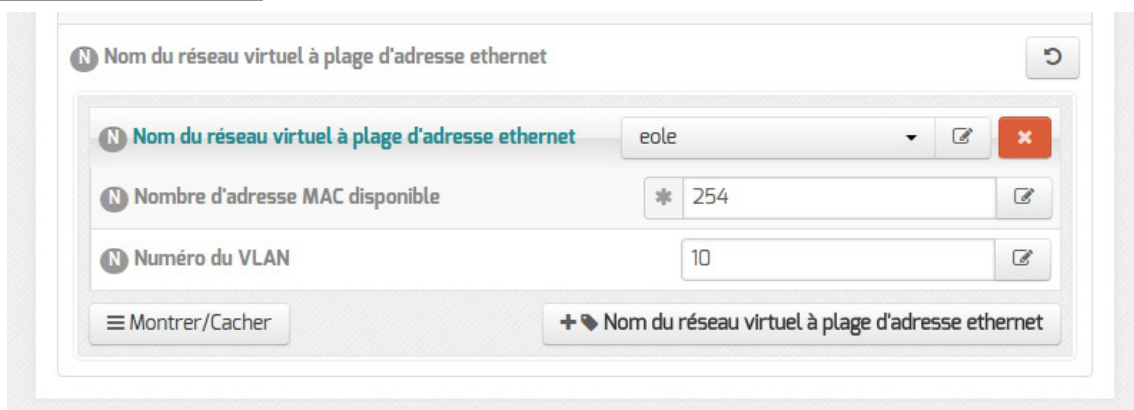 N Nom du réseau virtuel à plage d'adresse ethernet
N Nom du réseau virtuel à plage d'adresse ethernet eole
N Nombre d'adresse MAC disponible 254
N Numéro du VLAN 10
Montrer/Cacher Nom du réseau virtuel à plage d'adresse ethernet